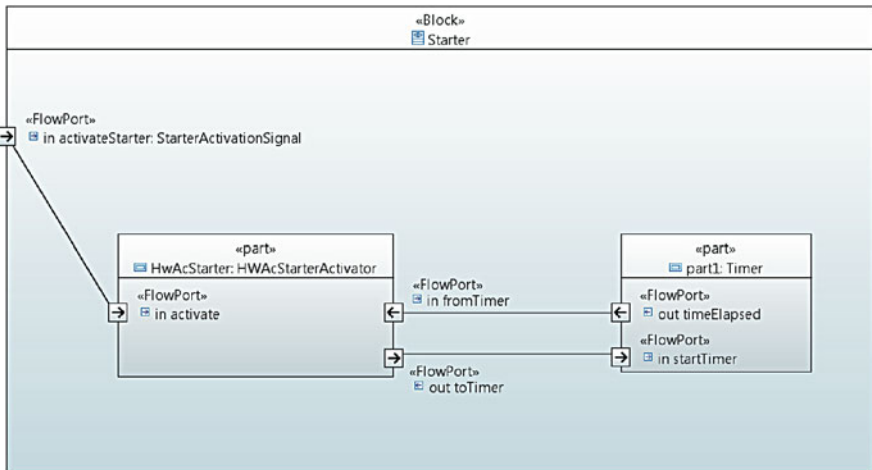 «Block»
Starter
«FlowPort»
in activateStarter: StarterActivationSignal
«part»
HwAcStarter: HWAcStarterActivator
«FlowPort»
in activate
«FlowPort»
in fromTimer
«FlowPort»
out toTimer
«part»
part1: Timer
«FlowPort»
out timeElapsed
«FlowPort»
in startTimer